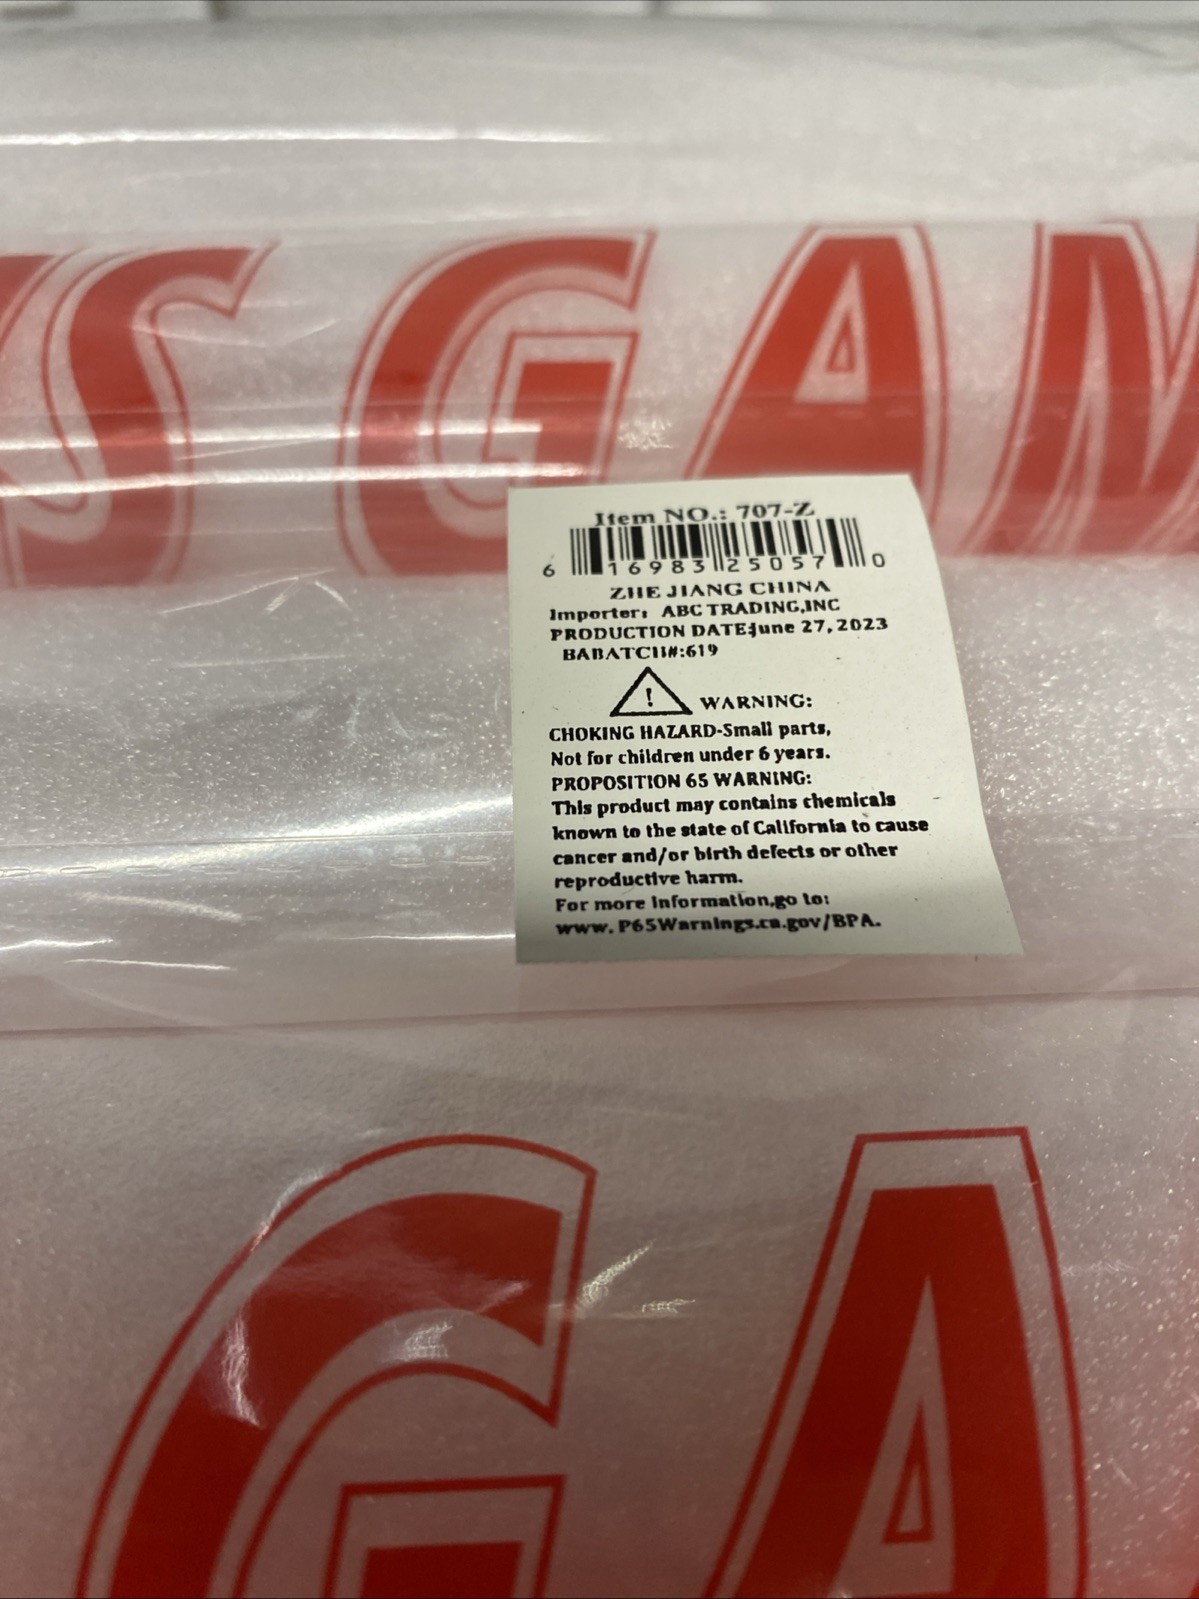 S GAM
Item NO.: 707-Z
6 16983 25057 0
ZHE JIANG CHINA
Importer: ABC TRADING,INC
PRODUCTION DATE:June 27, 2023
BABATCH#:619
! WARNING:
CHOKING HAZARD-Small parts,
Not for children under 6 years.
PROPOSITION 65 WARNING:
This product may contains chemicals
known to the state of California to cause
cancer and/or birth defects or other
reproductive harm.
For more information,go to:
www. P65Warnings.ca.gov/BPA.
GA